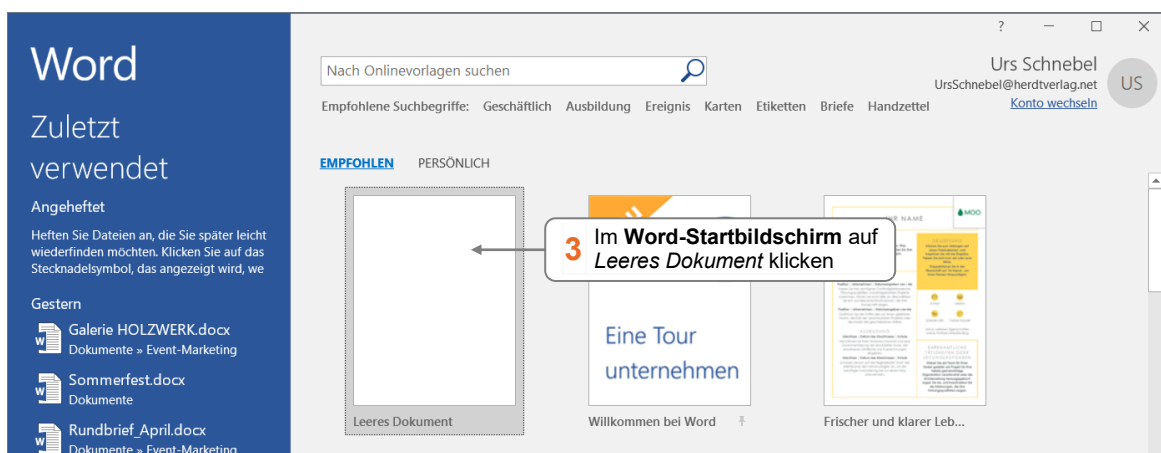 ?
Word
Zuletzt
verwendet
Angeheftet
Heften Sie Dateien an, die Sie später leicht
wiederfinden möchten. Klicken Sie auf das
Stecknadelsymbol, das angezeigt wird, we
Gestern
Galerie HOLZWERK.docx
Dokumente » Event-Marketing
Sommerfest.docx
Dokumente
Rundbrief_April.docx
Dokumente » Event-Marketing
Nach Onlinevorlagen suchen
Urs Schnebel
UrsSchnebel@herdtverlag.net
US
Konto wechseln
Empfohlene Suchbegriffe: Geschäftlich Ausbildung Ereignis Karten Etiketten Briefe Handzettel
EMPFOHLEN PERSÖNLICH
3 Im Word-Startbildschirm auf
Leeres Dokument klicken
Eine Tour
unternehmen
NAME
MOO
Leeres Dokument
Willkommen bei Word
Frischer und klarer Leb...